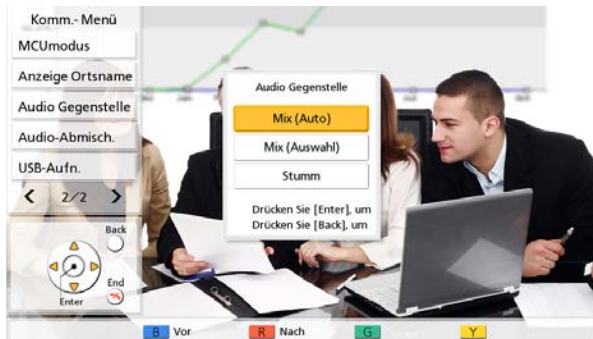 Komm.- Menü
MCUmodus
Anzeige Ortsname
Audio Gegenstelle
Audio-Abmisch.
USB-Aufn.
2/2
Back
End
Enter
Audio Gegenstelle
Mix (Auto)
Mix (Auswahl)
Stumm
Drücken Sie [Enter], um
Drücken Sie [Back], um
B Vor R Nach G Y